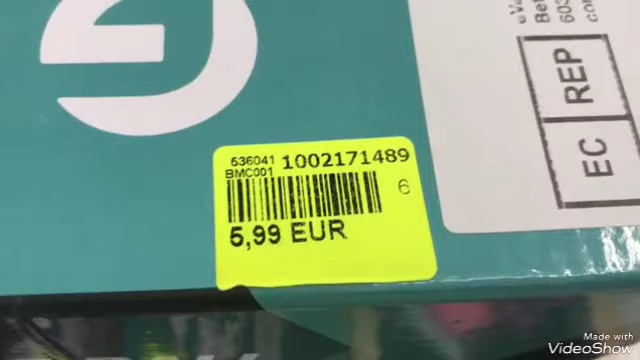 536041 1002171489
BMC001
6
5,99 EUR
EC REP
Made with
VideoShow